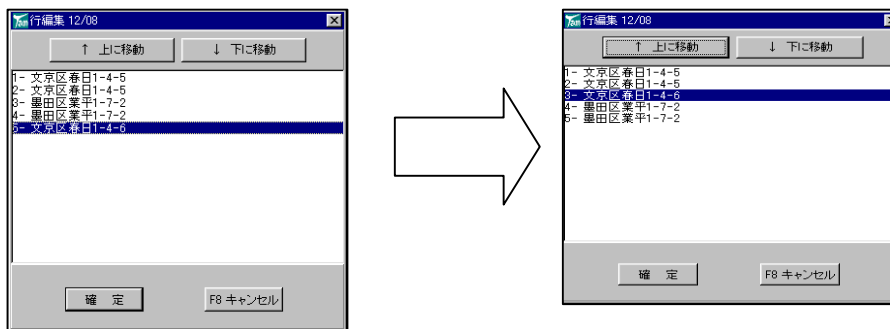 Tom 行編集 12/08
↑ 上に移動 ↓ 下に移動
1- 文京区春日1-4-5
2- 文京区春日1-4-5
3- 墨田区業平1-7-2
4- 墨田区業平1-7-2
5- 文京区春日1-4-6
確 定 F8 キャンセル
Tom 行編集 12/08
↑ 上に移動 ↓ 下に移動
1- 文京区春日1-4-5
2- 文京区春日1-4-5
3- 文京区春日1-4-6
4- 墨田区業平1-7-2
5- 墨田区業平1-7-2
確 定 F8 キャンセル